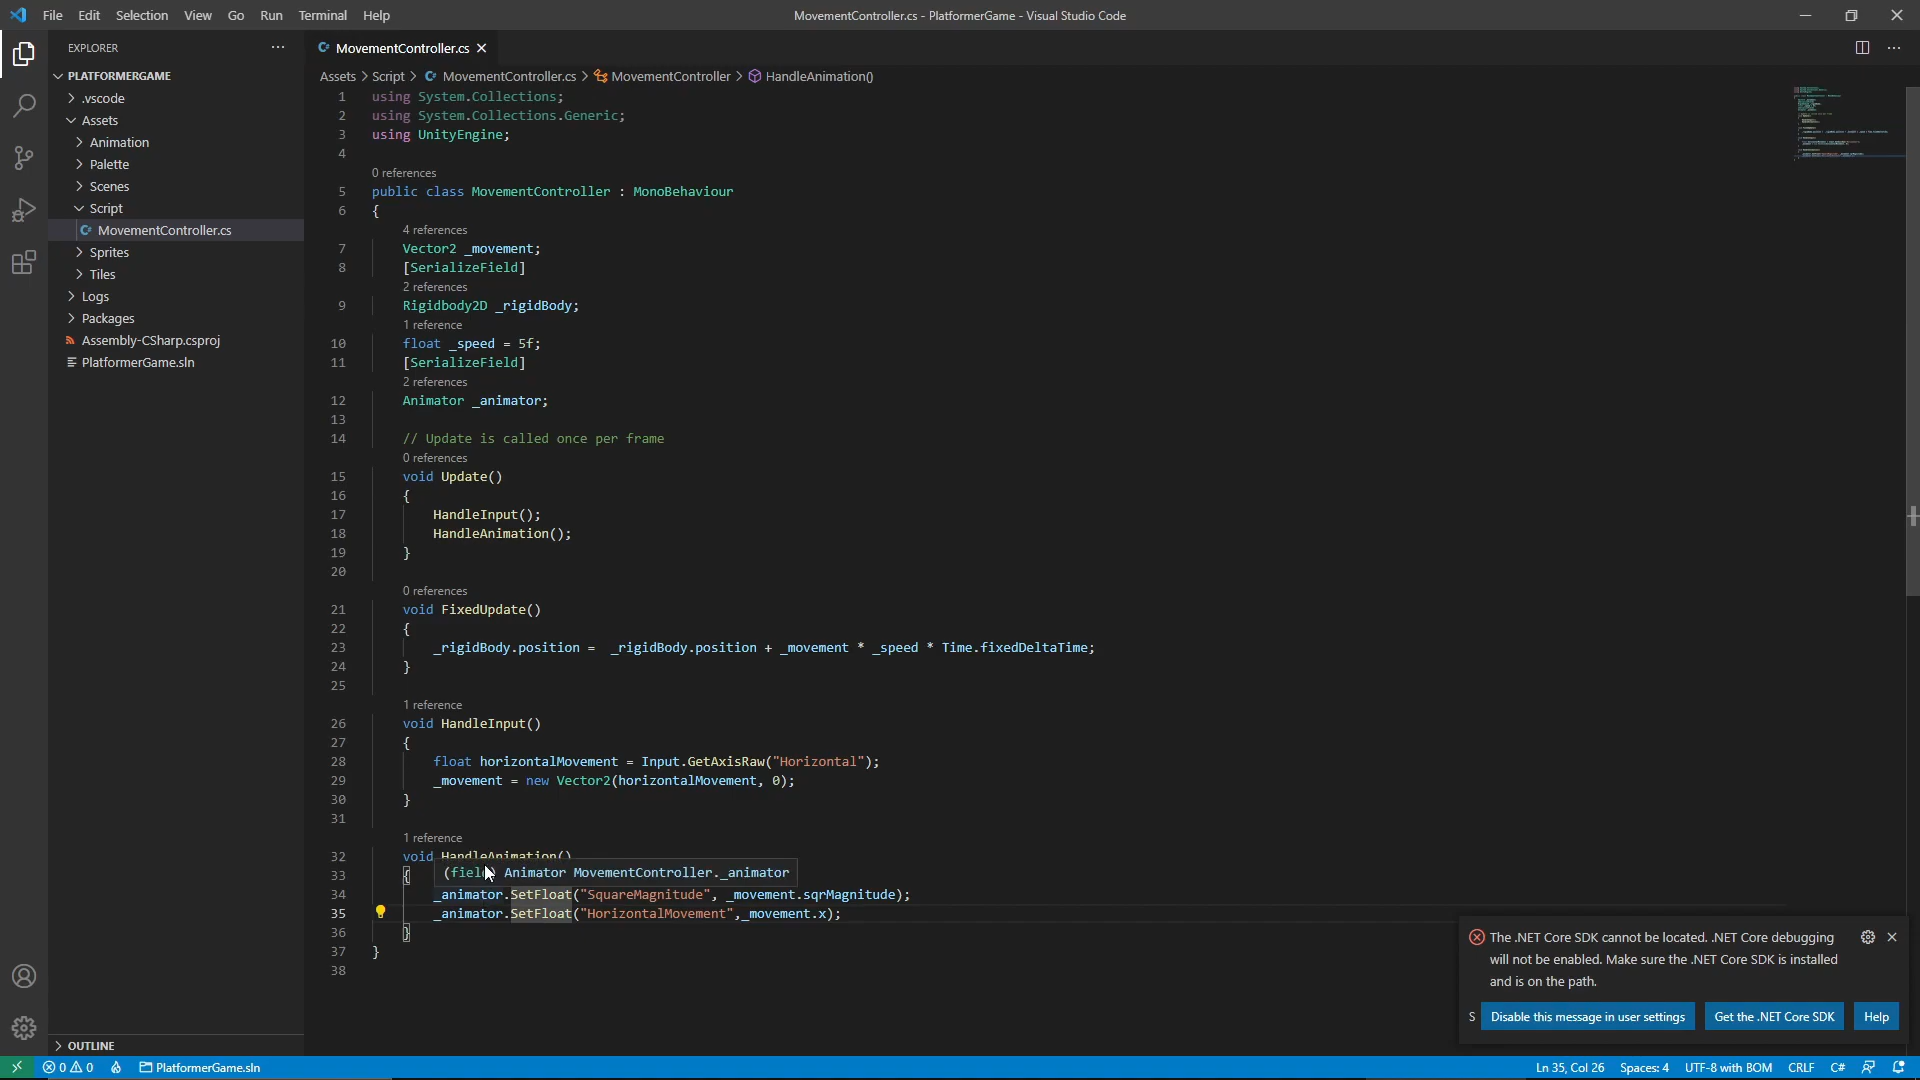 File Edit Selection View Go Run Terminal Help
MovementController.cs - PlatformerGame - Visual Studio Code
EXPLORER
PLATFORMERGAME
.vscode
Assets
Animation
Palette
Scenes
Script
MovementController.cs
Sprites
Tiles
Logs
Packages
Assembly-CSharp.csproj
PlatformerGame.sln
OUTLINE
MovementController.cs
Assets > Script > MovementController.cs > MovementController > HandleAnimation()
1 using System.Collections;
2 using System.Collections.Generic;
3 using UnityEngine;
4
0 references
5 public class MovementController : MonoBehaviour
6 {
4 references
7 Vector2 _movement;
8 [SerializeField]
2 references
9 Rigidbody2D _rigidBody;
1 reference
10 float _speed = 5f;
11 [SerializeField]
2 references
12 Animator _animator;
13
14 // Update is called once per frame
0 references
15 void Update()
16 {
17 HandleInput();
18 HandleAnimation();
19 }
20
0 references
21 void FixedUpdate()
22 {
23 _rigidBody.position =  _rigidBody.position + _movement * _speed * Time.fixedDeltaTime;
24 }
25
1 reference
26 void HandleInput()
27 {
28 float horizontalMovement = Input.GetAxisRaw("Horizontal");
29 _movement = new Vector2(horizontalMovement, 0);
30 }
31
1 reference
32 void HandleAnimation()
33 {
(field) Animator MovementController._animator
34 _animator.SetFloat("SquareMagnitude", _movement.sqrMagnitude);
35 _animator.SetFloat("HorizontalMovement",_movement.x);
36 }
37 }
38
The .NET Core SDK cannot be located. .NET Core debugging
will not be enabled. Make sure the .NET Core SDK is installed
and is on the path.
S Disable this message in user settings Get the .NET Core SDK Help
0 0 PlatformerGame.sln Ln 35, Col 26 Spaces: 4 UTF-8 with BOM CRLF C#